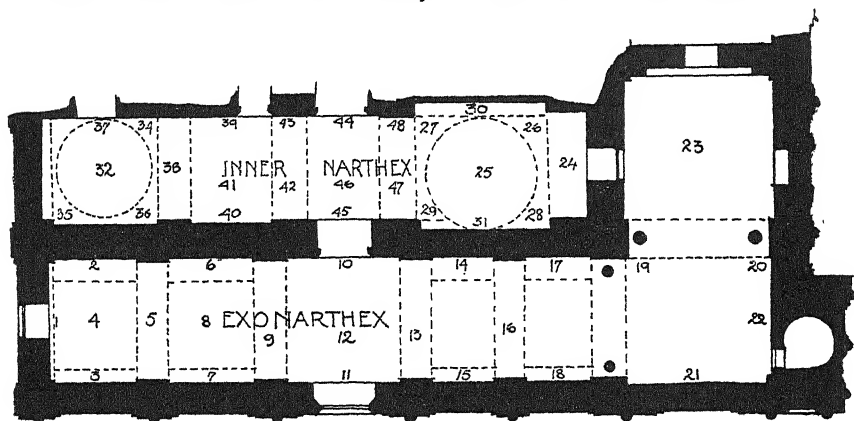 30
37 34 39 43 44 48 27 26
32 38 INNER NARTHEX 25 24 23
41 42 46 47
35 36 40 45 29 31 28
2 6 10 14 17 19 20
4 5 8 EXONARTHEX 9 12 13 16 22
3 7 11 15 18 21